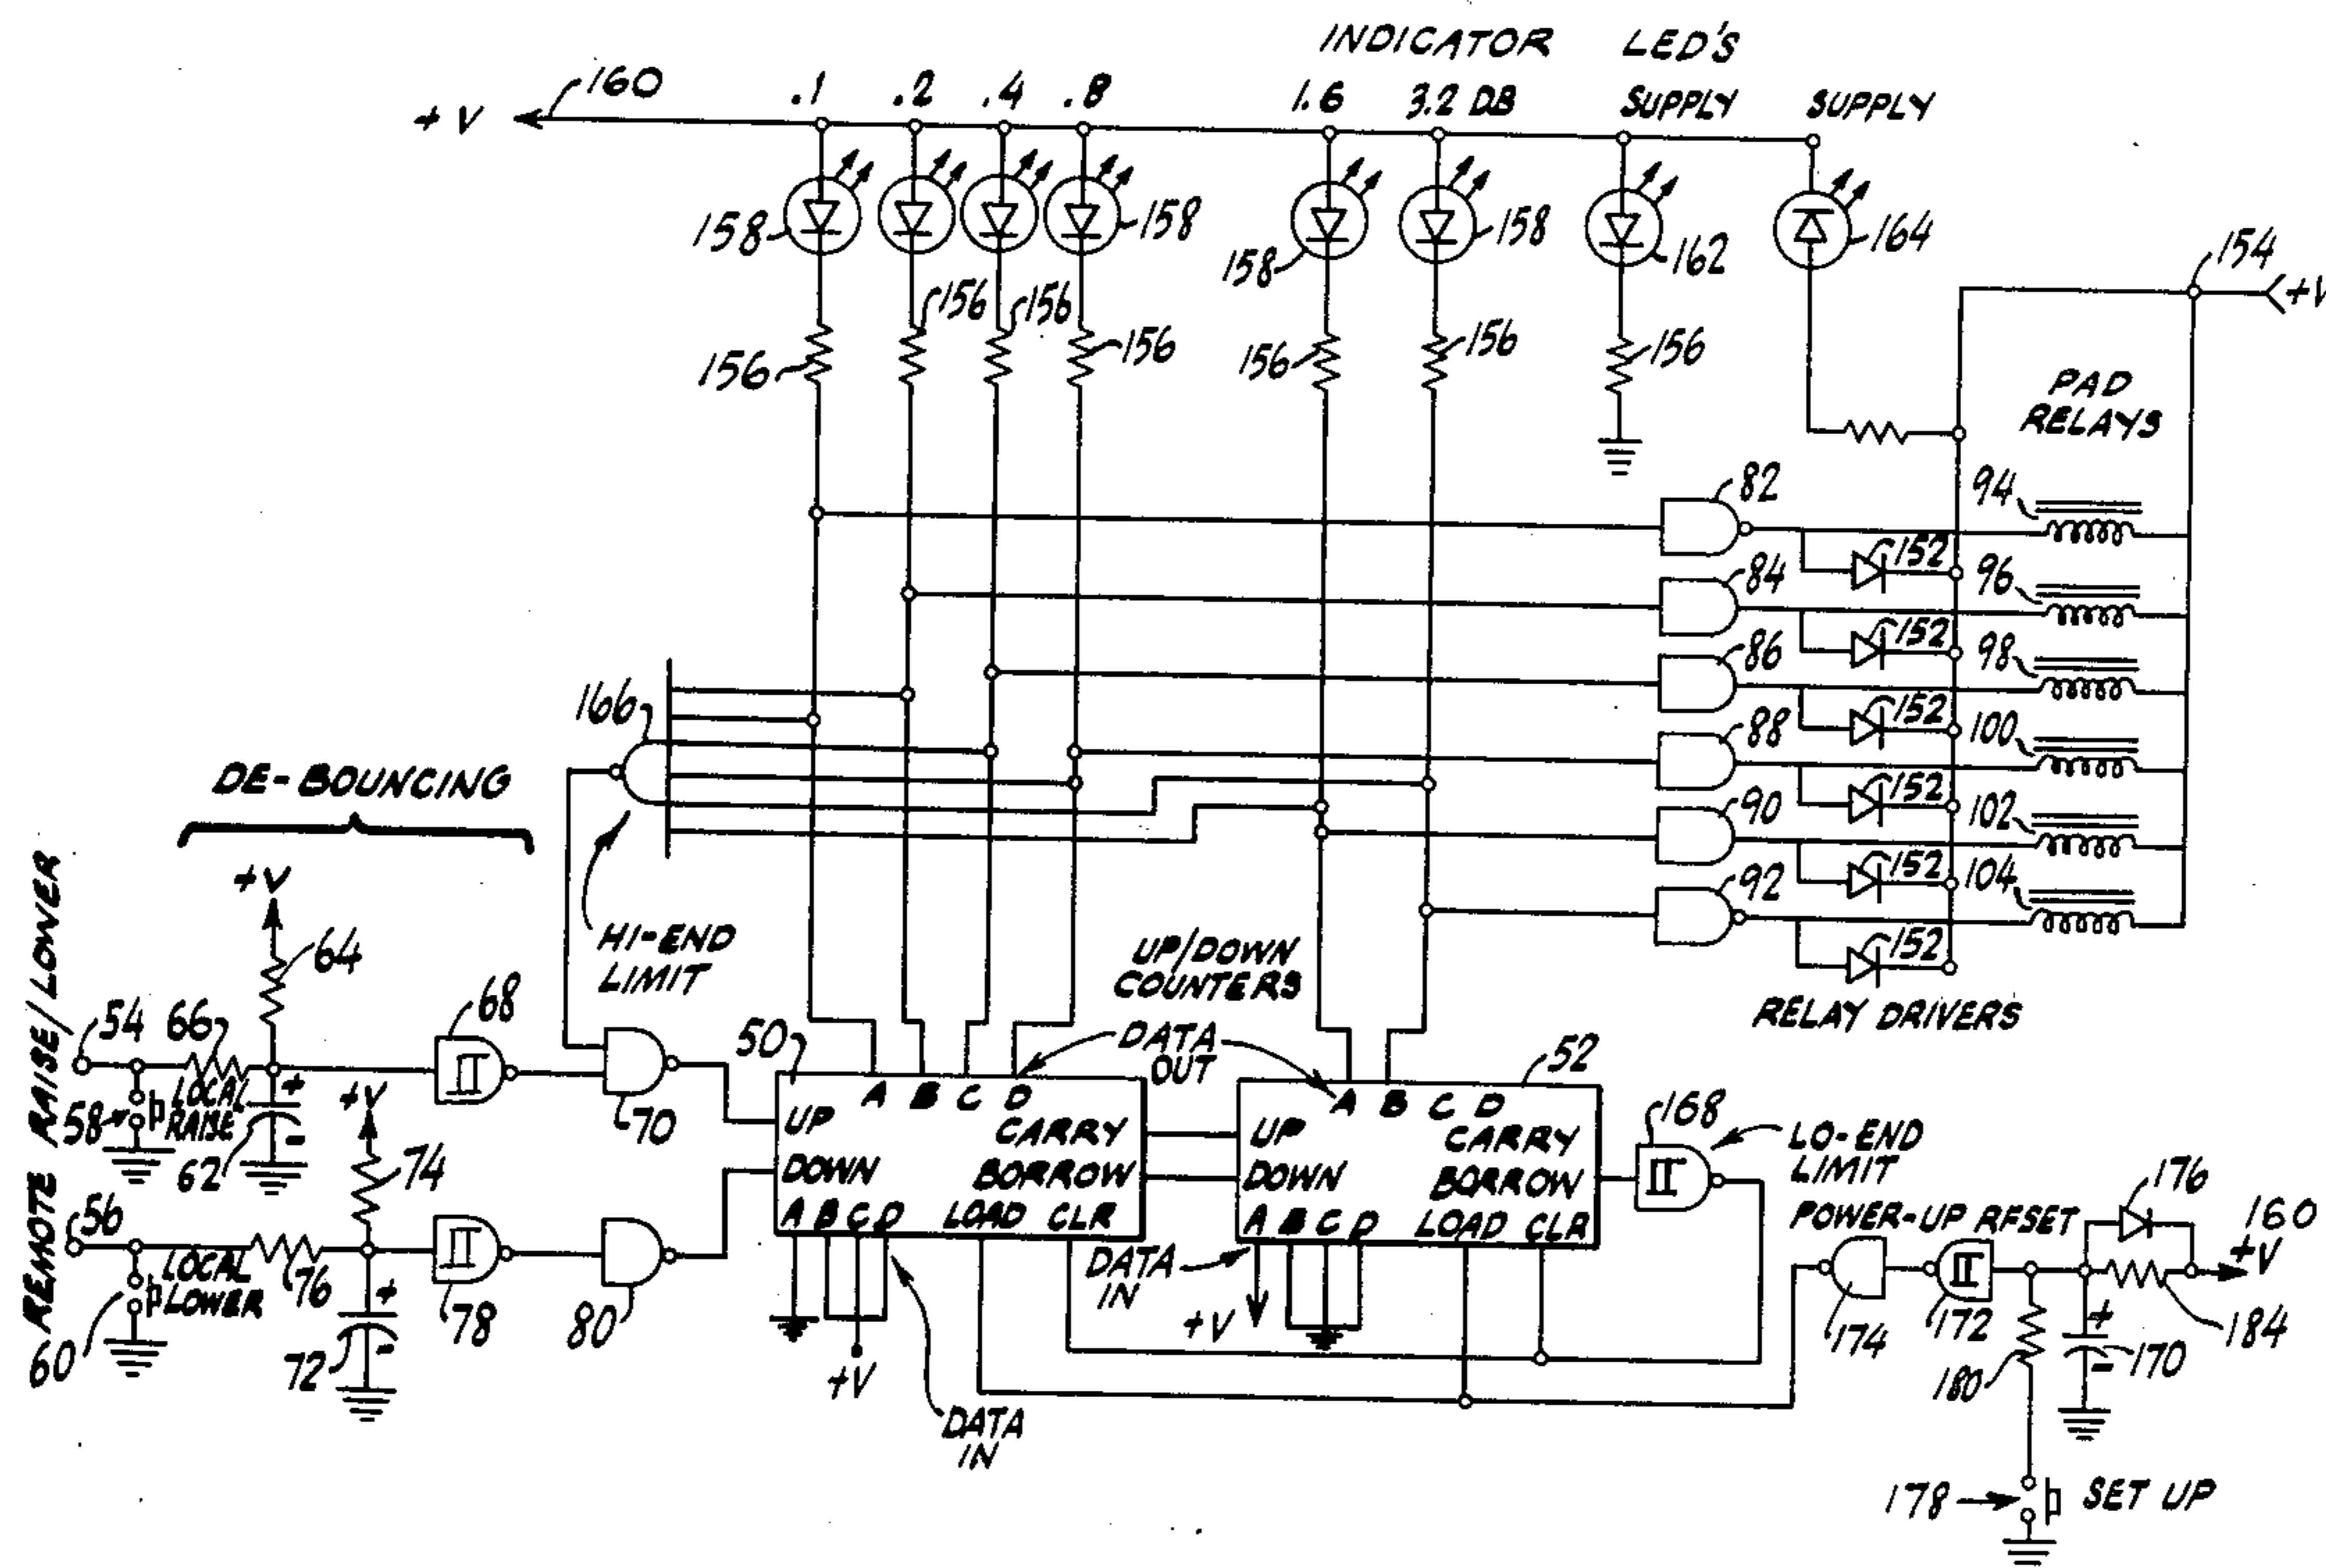 INDICATOR LED'S
+V 160 .1 .2 .4 .8 1.6 3.2 DB SUPPLY SUPPLY
158 158 158 158 162 164 154
+V
156 156 156 156 156 156 156
PAD
RELAYS
82 94
152
84 96
152
86 98
152
166 88 100
152
90 102
152
92 104
152
DE-BOUNCING
HI-END
LIMIT
UP/DOWN
COUNTERS
RELAY DRIVERS
REMOTE RAISE/LOWER
+V
64
54 66 68 50 DATA
OUT 52
LOCAL
RAISE
58 + - 62
70
A B C D
UP CARRY
DOWN BORROW
A B C D LOAD CLR
A B C D
UP CARRY
DOWN BORROW
A B C D LOAD CLR
168 LO-END
LIMIT
+V
74
56 LOCAL
LOWER
76
60 72 + - 78 80
POWER-UP RFSET 176 160
+V
DATA
IN
+V
+V
174 172 + - 170 184
180
DATA
IN
178 SET UP